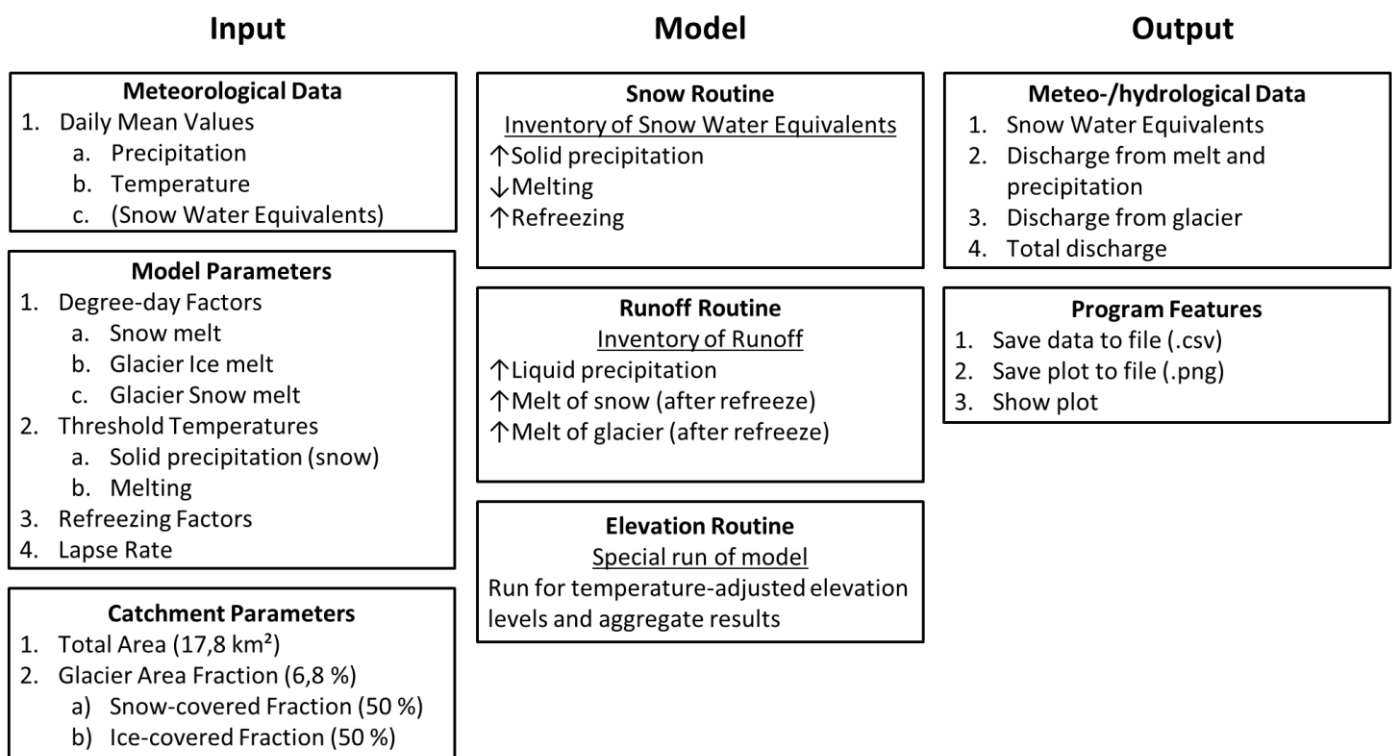 Input
Meteorological Data
1. Daily Mean Values
a. Precipitation
b. Temperature
c. (Snow Water Equivalents)
Model Parameters
1. Degree-day Factors
a. Snow melt
b. Glacier Ice melt
c. Glacier Snow melt
2. Threshold Temperatures
a. Solid precipitation (snow)
b. Melting
3. Refreezing Factors
4. Lapse Rate
Catchment Parameters
1. Total Area (17,8 km²)
2. Glacier Area Fraction (6,8 %)
a) Snow-covered Fraction (50 %)
b) Ice-covered Fraction (50 %)
Model
Snow Routine
Inventory of Snow Water Equivalents
↑Solid precipitation
↓Melting
↑Refreezing
Runoff Routine
Inventory of Runoff
↑Liquid precipitation
↑Melt of snow (after refreeze)
↑Melt of glacier (after refreeze)
Elevation Routine
Special run of model
Run for temperature-adjusted elevation
levels and aggregate results
Output
Meteo-/hydrological Data
1. Snow Water Equivalents
2. Discharge from melt and
precipitation
3. Discharge from glacier
4. Total discharge
Program Features
1. Save data to file (.csv)
2. Save plot to file (.png)
3. Show plot